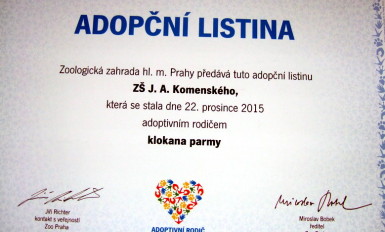 ADOPČNÍ LISTINA
Zoologická zahrada hl. m. Prahy předává tuto adopční listinu
ZŠ J. A. Komenského,
která se stala dne 22. prosince 2015
adoptivním rodičem
klokana parmy
Jiří Richter
kontakt s veřejností
Zoo Praha
ADOPTIVNÍ RODIČ
Miroslav Bobek
ředitel